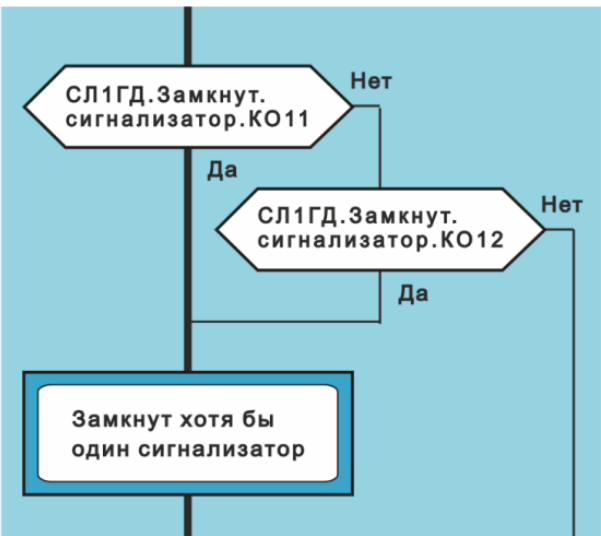 СЛ1ГД.Замкнут.
сигнализатор.КО11
Нет
Да
СЛ1ГД.Замкнут.
сигнализатор.КО12
Нет
Да
Замкнут хотя бы
один сигнализатор